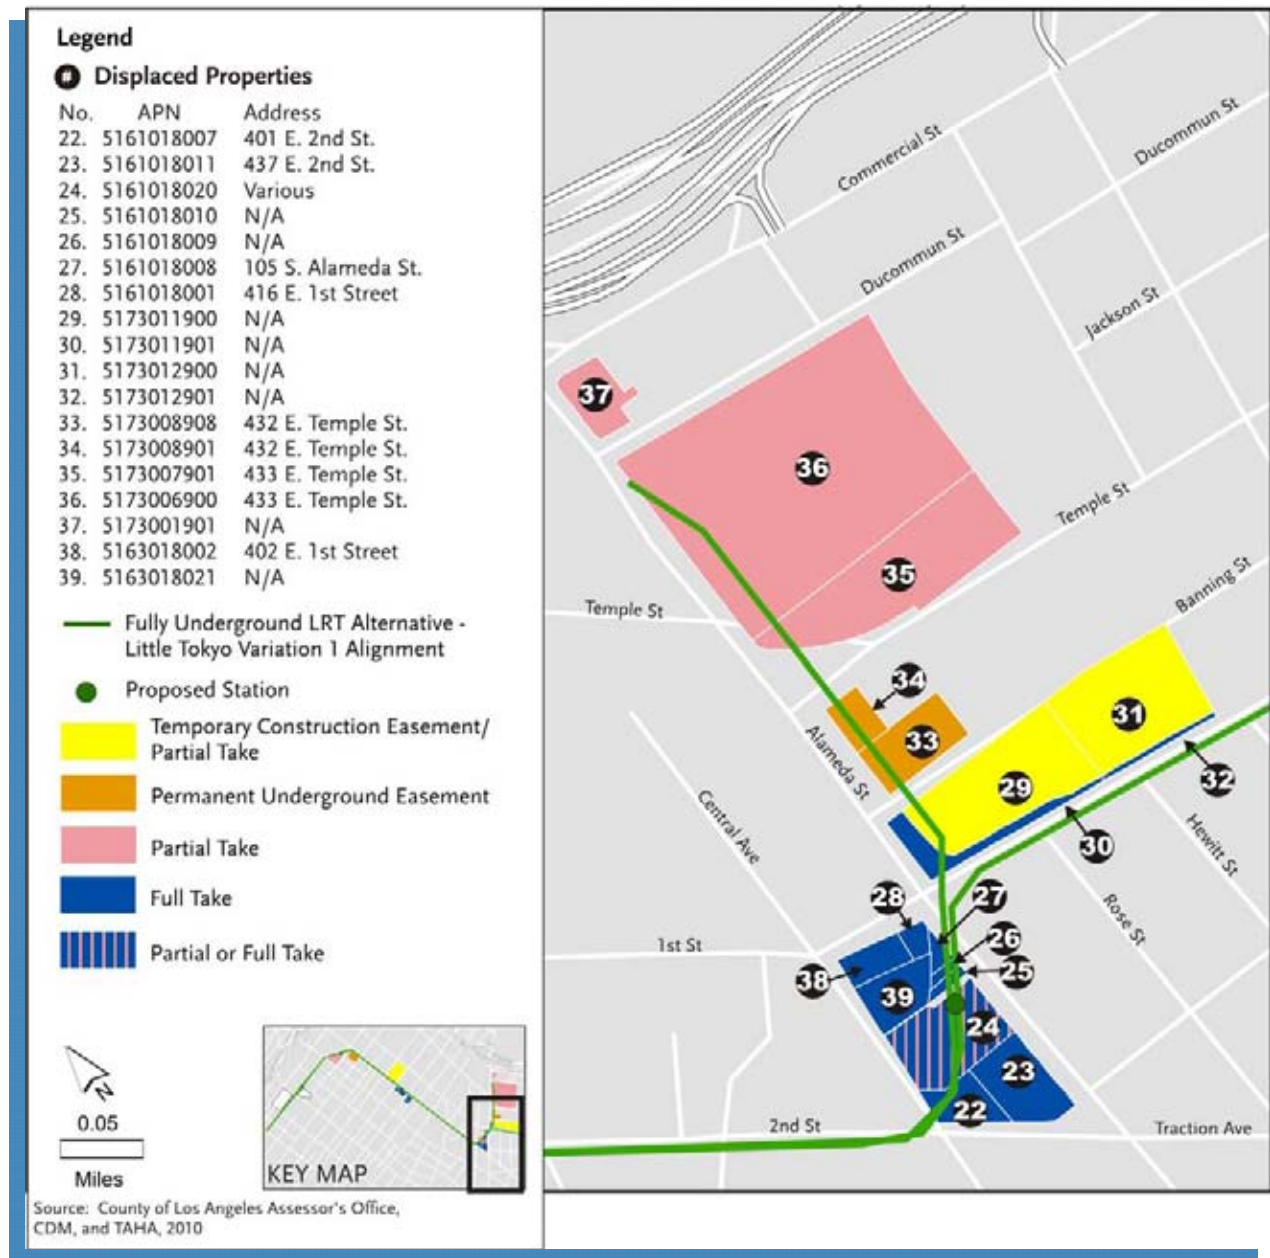 Legend
# Displaced Properties
No. APN Address
22. 5161018007 401 E. 2nd St.
23. 5161018011 437 E. 2nd St.
24. 5161018020 Various
25. 5161018010 N/A
26. 5161018009 N/A
27. 5161018008 105 S. Alameda St.
28. 5161018001 416 E. 1st Street
29. 5173011900 N/A
30. 5173011901 N/A
31. 5173012900 N/A
32. 5173012901 N/A
33. 5173008908 432 E. Temple St.
34. 5173008901 432 E. Temple St.
35. 5173007901 433 E. Temple St.
36. 5173006900 433 E. Temple St.
37. 5173001901 N/A
38. 5163018002 402 E. 1st Street
39. 5163018021 N/A
Fully Underground LRT Alternative -
Little Tokyo Variation 1 Alignment
Proposed Station
Temporary Construction Easement/
Partial Take
Permanent Underground Easement
Partial Take
Full Take
Partial or Full Take
N
0.05
Miles
KEY MAP
Source: County of Los Angeles Assessor's Office,
CDM, and TAHA, 2010
Commercial St
Ducommun St
Ducommun St
Jackson St
37
36
Temple St
35
Temple St
Banning St
34
33
31
Alameda St
29
32
Central Ave
30
Hewitt St
28
27
Rose St
26
1st St
25
38
39
24
23
22
2nd St
Traction Ave